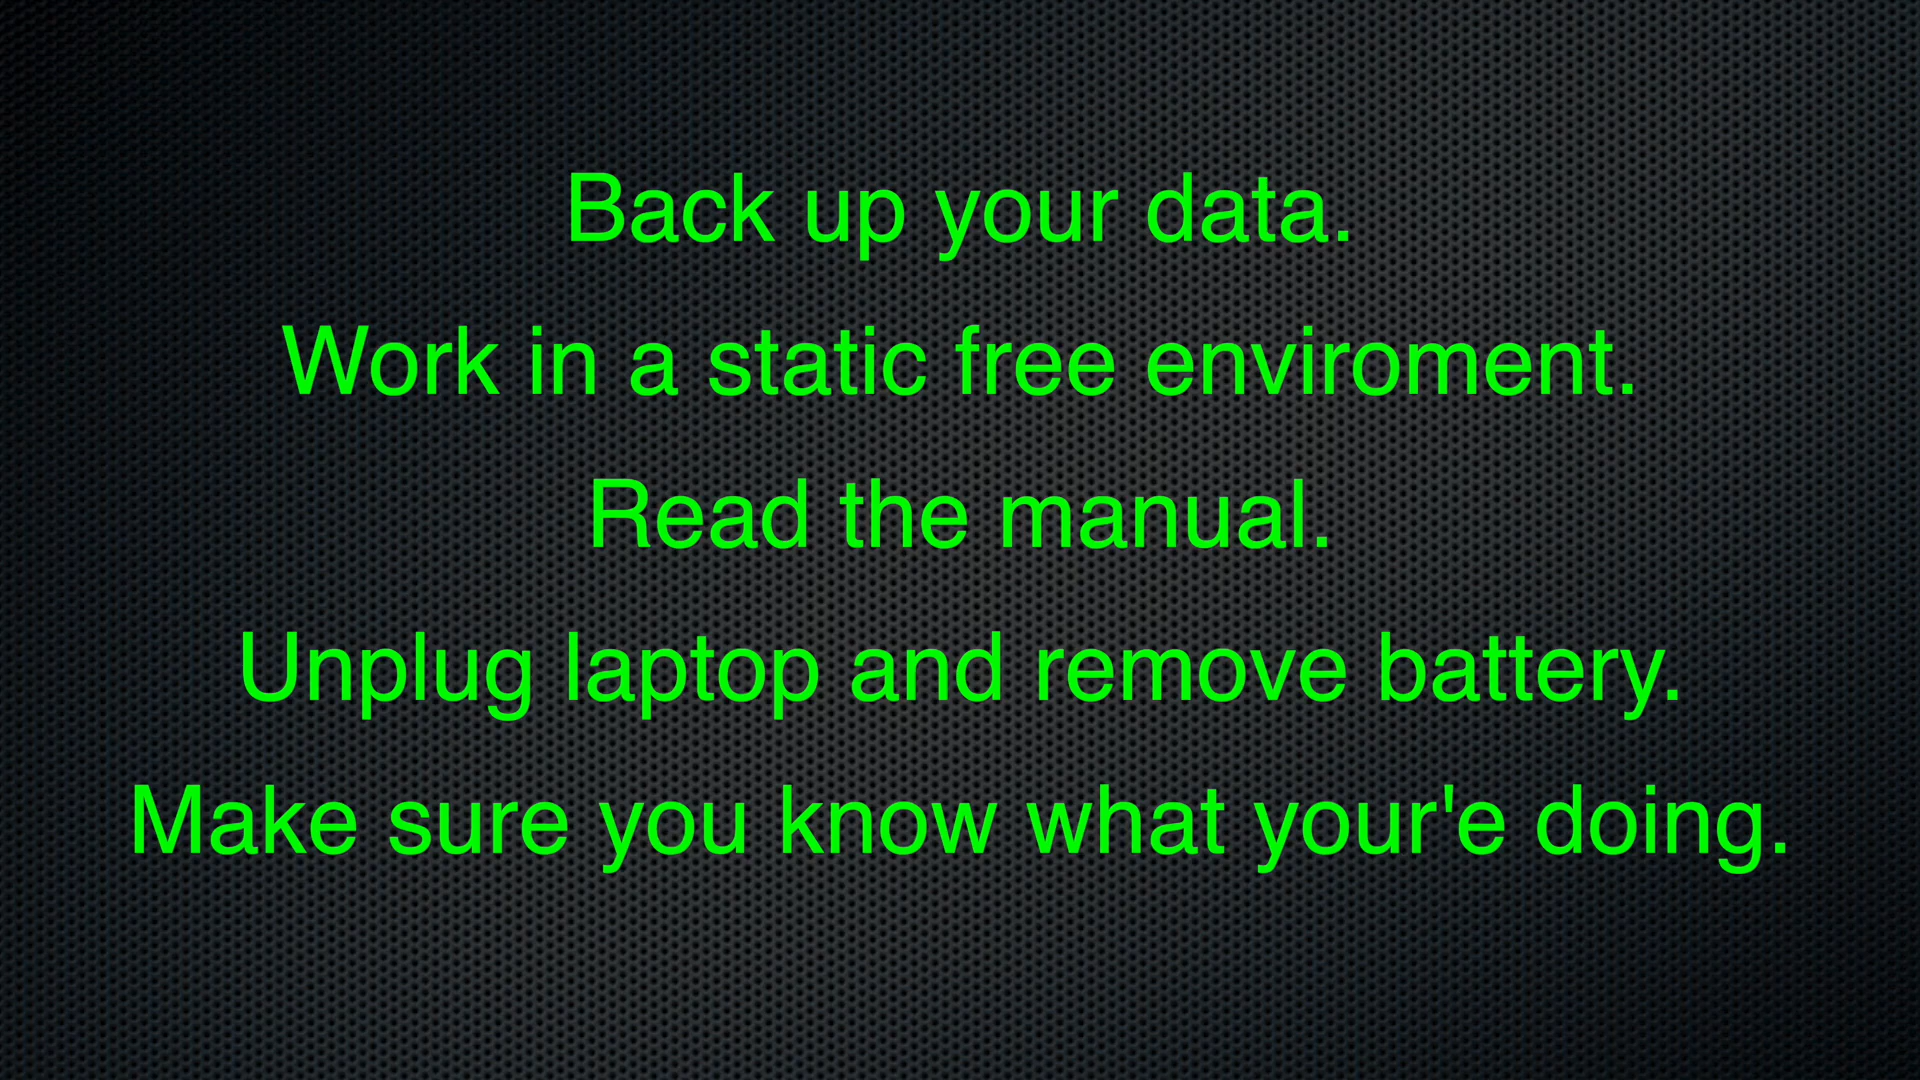 Back up your data.
Work in a static free enviroment.
Read the manual.
Unplug laptop and remove battery.
Make sure you know what your'e doing.